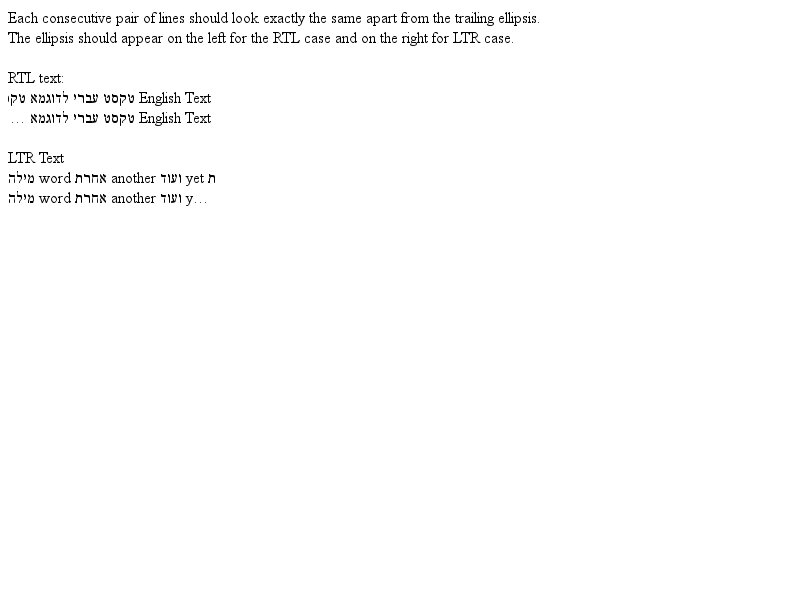 Each consecutive pair of lines should look exactly the same apart from the trailing ellipsis.
The ellipsis should appear on the left for the RTL case and on the right for LTR case.
RTL text:
English Text טקסט עברי לדוגמא טק
English Text טקסט עברי לדוגמא …
LTR Text
מילה word אחרת another ועוד yet ת
מילה word אחרת another ועוד y…